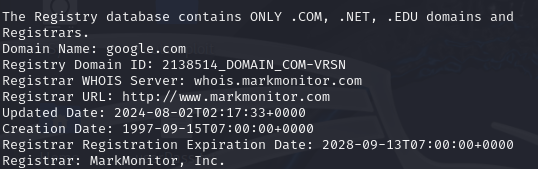 The Registry database contains ONLY .COM, .NET, .EDU domains and
Registrars.
Domain Name: google.com
Registry Domain ID: 2138514_DOMAIN_COM-VRSN
Registrar WHOIS Server: whois.markmonitor.com
Registrar URL: http://www.markmonitor.com
Updated Date: 2024-08-02T02:17:33+0000
Creation Date: 1997-09-15T07:00:00+0000
Registrar Registration Expiration Date: 2028-09-13T07:00:00+0000
Registrar: MarkMonitor, Inc.